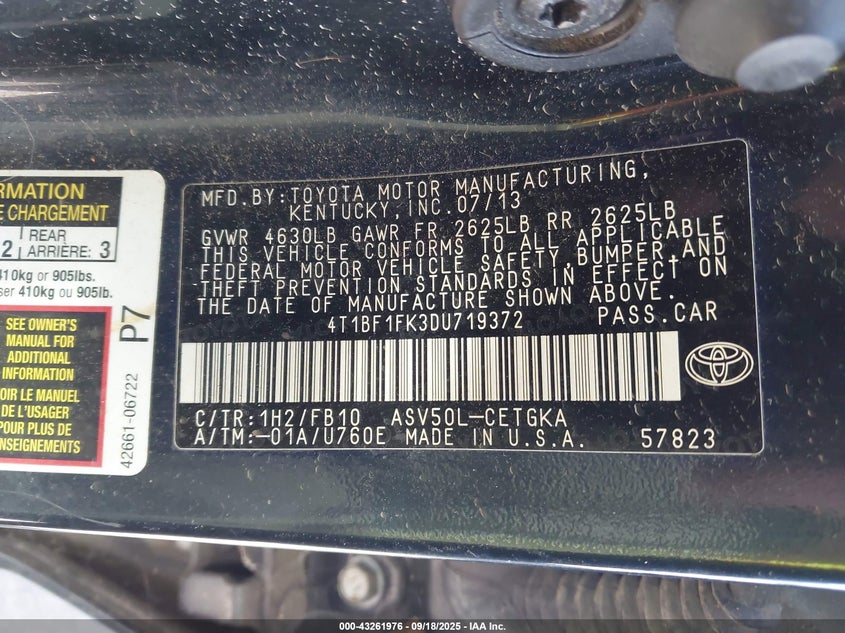 RMATION
E CHARGEMENT
2 REAR ARRIÈRE: 3
410kg or 905lbs.
ser 410kg ou 905lb.
SEE OWNER'S
MANUAL FOR
ADDITIONAL
INFORMATION
OIR LE MANUEL
DE L'USAGER
POUR PLUS DE
ENSEIGNEMENTS
P7
42661-06722
MFD.BY:TOYOTA MOTOR MANUFACTURING,
KENTUCKY,INC.07/13
GVWR 4630LB GAWR FR 2625LB RR 2625LB
THIS VEHICLE CONFORMS TO ALL APPLICABLE
FEDERAL MOTOR VEHICLE SAFETY,BUMPER,AND
THEFT PREVENTION STANDARDS IN EFFECT ON
THE DATE OF MANUFACTURE SHOWN ABOVE.
4T1BF1FK3DU719372 PASS.CAR
C/TR:1H2/FB10 ASV50L-CETGKA
A/TM:-01A/U760E MADE IN U.S.A. 57823
000-43261976 - 09/18/2025 - IAA Inc.